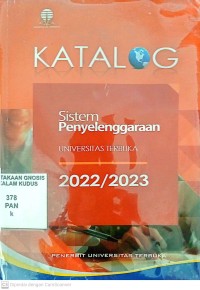 KATALOG
Sistem
Penyelenggaraan
UNIVERSITAS TERBUKA
2022/2023
TAKAAN GNOSIS
ALAM KUDUS
378
PAN
k
PENERBIT UNIVERSITAS TERBUKA